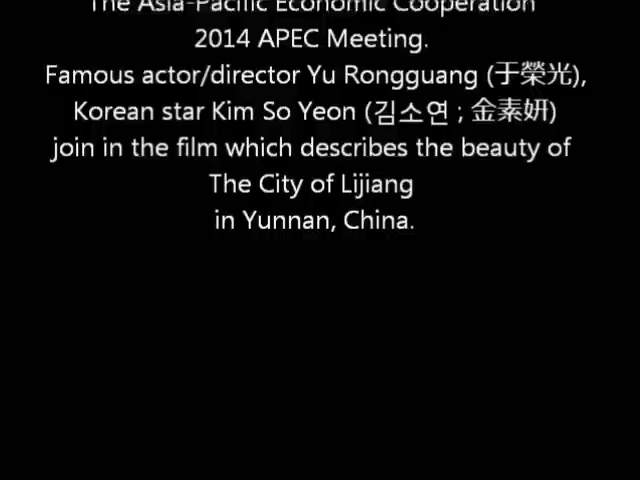 The Asia-Pacific Economic Cooperation
2014 APEC Meeting.
Famous actor/director Yu Rongguang (于榮光),
Korean star Kim So Yeon (김소연 ; 金素妍)
join in the film which describes the beauty of
The City of Lijiang
in Yunnan, China.